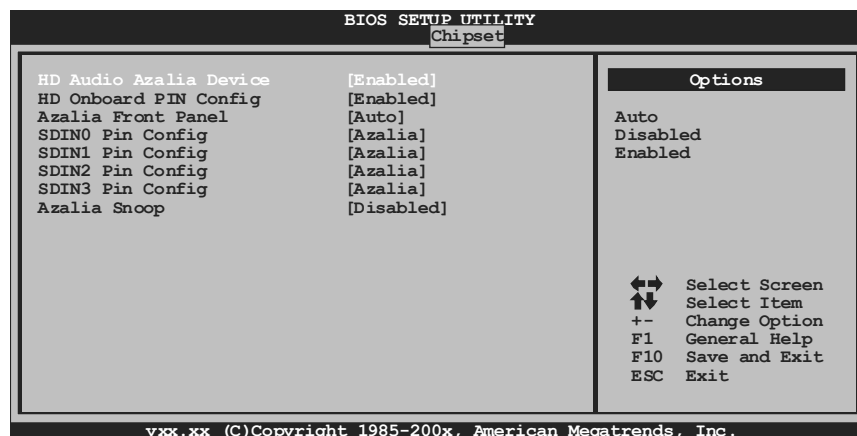 BIOS SETUP UTILITY
Chipset
HD Audio Azalia Device [Enabled]
HD Onboard PIN Config [Enabled]
Azalia Front Panel [Auto]
SDIN0 Pin Config [Azalia]
SDIN1 Pin Config [Azalia]
SDIN2 Pin Config [Azalia]
SDIN3 Pin Config [Azalia]
Azalia Snoop [Disabled]
Options
Auto
Disabled
Enabled
Select Screen
Select Item
+- Change Option
F1 General Help
F10 Save and Exit
ESC Exit
vxx.xx (C)Copyright 1985-200x, American Megatrends, Inc.